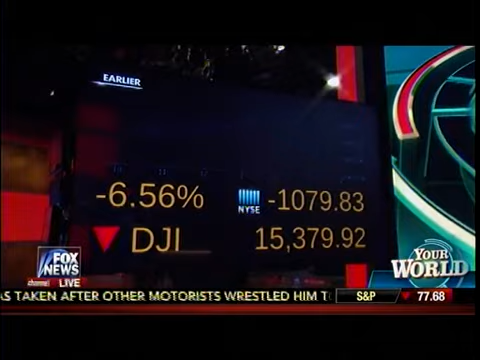 EARLIER
-6.56%
NYSE -1079.83
DJI
15,379.92
FOX
NEWS
channel LIVE
YOUR
WORLD
AS TAKEN AFTER OTHER MOTORISTS WRESTLED HIM T
S&P 77.68